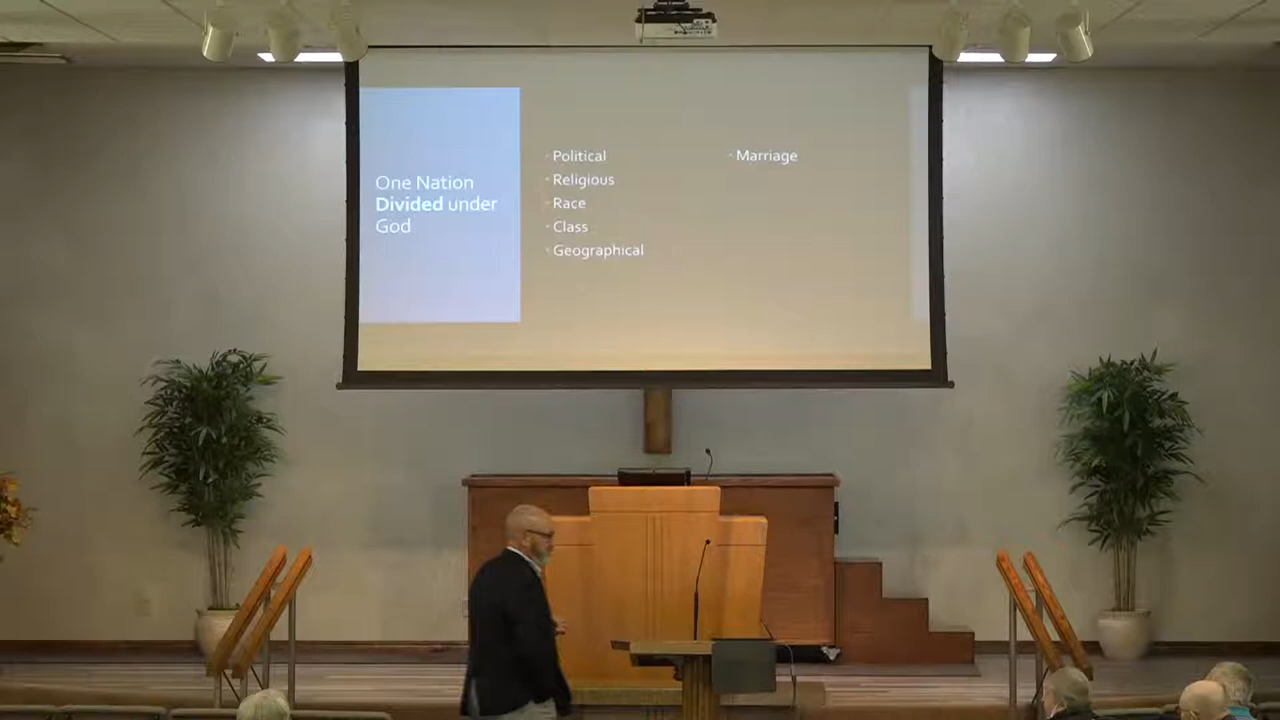 One Nation
Divided under
God
- Political
- Religious
- Race
- Class
- Geographical
- Marriage